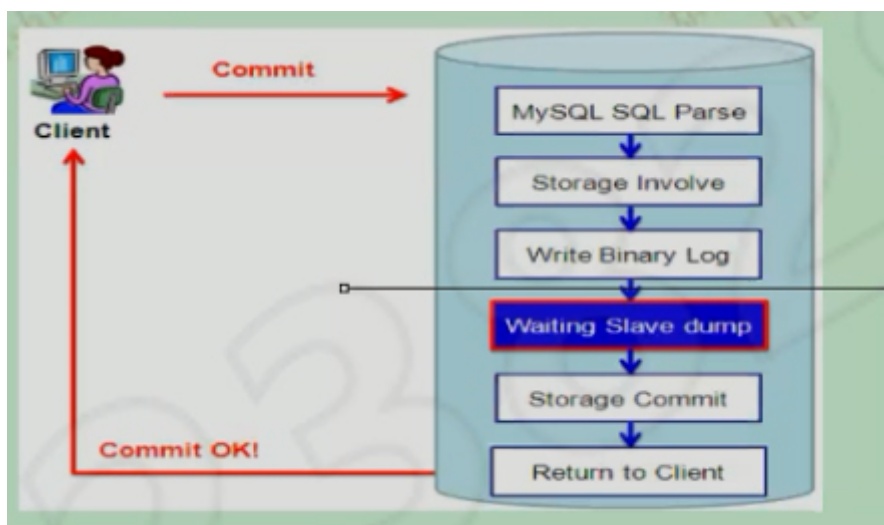 Commit
Client
MySQL SQL Parse
Storage Involve
Write Binary Log
Waiting Slave dump
Storage Commit
Commit OK!
Return to Client